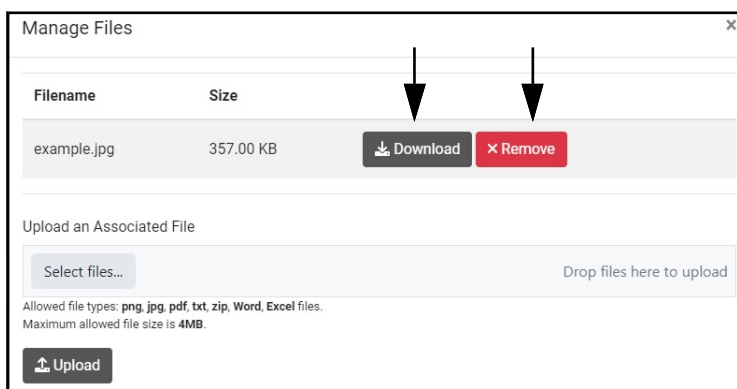 Manage Files ×
Filename Size
example.jpg 357.00 KB Download × Remove
Upload an Associated File
Select files... Drop files here to upload
Allowed file types: png, jpg, pdf, txt, zip, Word, Excel files.
Maximum allowed file size is 4MB.
Upload